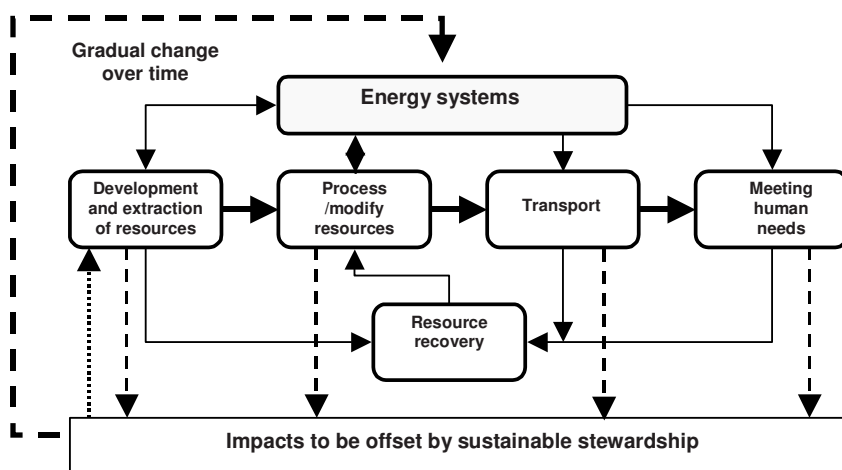 Gradual change
over time
Energy systems
Development
and extraction
of resources
Process
/modify
resources
Transport
Meeting
human
needs
Resource
recovery
Impacts to be offset by sustainable stewardship